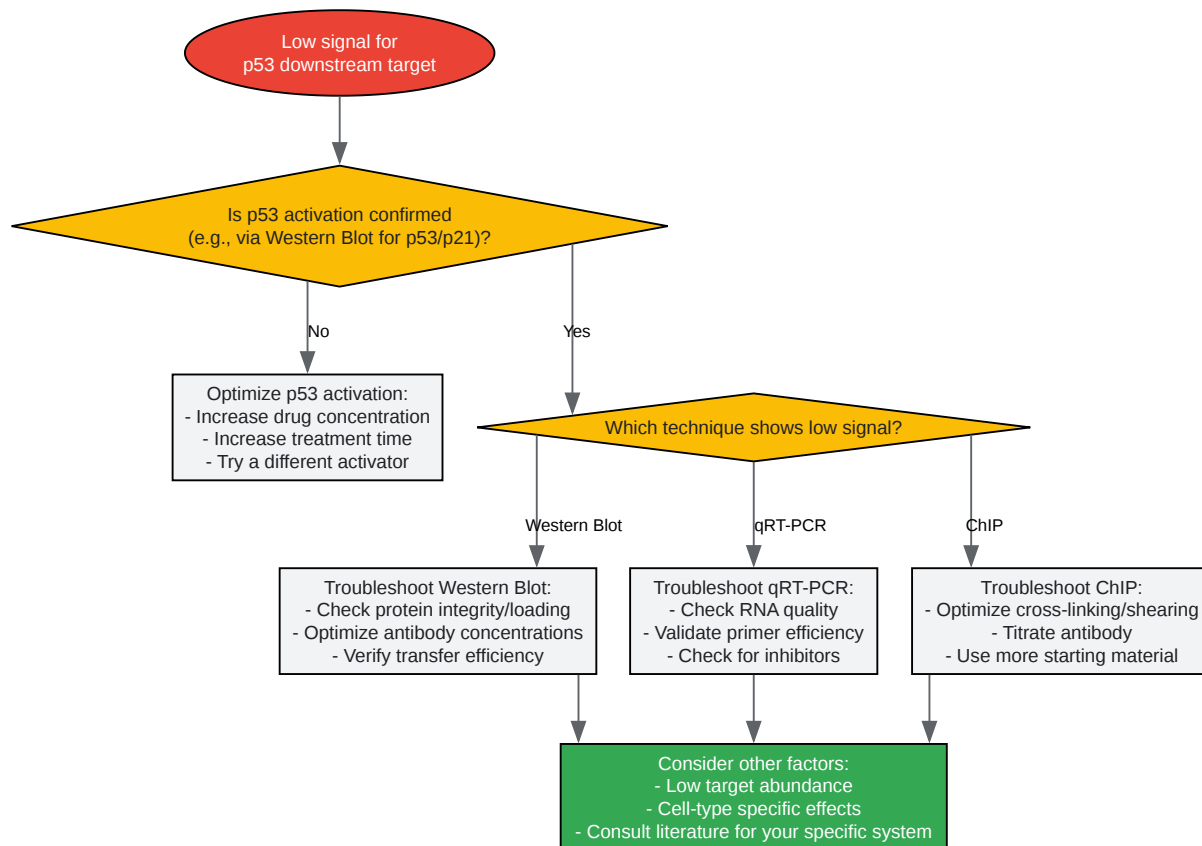 Low signal for
p53 downstream target
Is p53 activation confirmed
(e.g., via Western Blot for p53/p21)?
No
Yes
Optimize p53 activation:
- Increase drug concentration
- Increase treatment time
- Try a different activator
Which technique shows low signal?
Western Blot
qRT-PCR
ChIP
Troubleshoot Western Blot:
- Check protein integrity/loading
- Optimize antibody concentrations
- Verify transfer efficiency
Troubleshoot qRT-PCR:
- Check RNA quality
- Validate primer efficiency
- Check for inhibitors
Troubleshoot ChIP:
- Optimize cross-linking/shearing
- Titrate antibody
- Use more starting material
Consider other factors:
- Low target abundance
- Cell-type specific effects
- Consult literature for your specific system